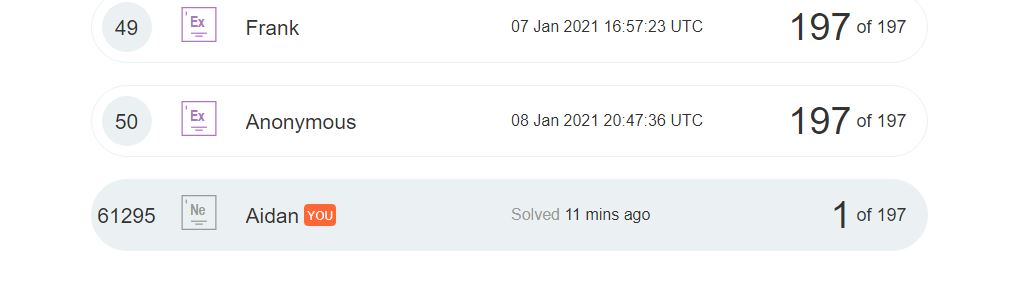 49 Ex Frank 07 Jan 2021 16:57:23 UTC 197 of 197
50 Ex Anonymous 08 Jan 2021 20:47:36 UTC 197 of 197
61295 Ne Aidan YOU Solved 11 mins ago 1 of 197